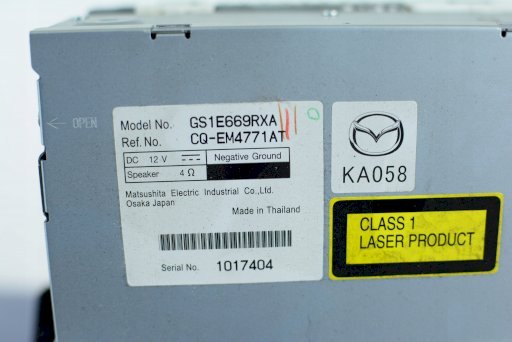 OPEN
Model No. GS1E669RXA
Ref. No. CQ-EM4771AT
DC 12 V Negative Ground
Speaker 4 Ω
Matsushita Electric Industrial Co.,Ltd.
Osaka Japan
Made in Thailand
Serial No. 1017404
KA058
CLASS 1
LASER PRODUCT